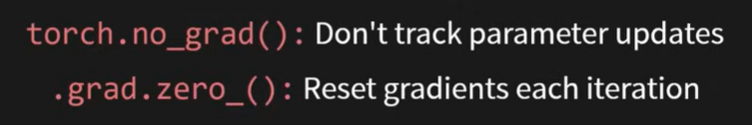 torch.no_grad(): Don't track parameter updates
.grad.zero_(): Reset gradients each iteration